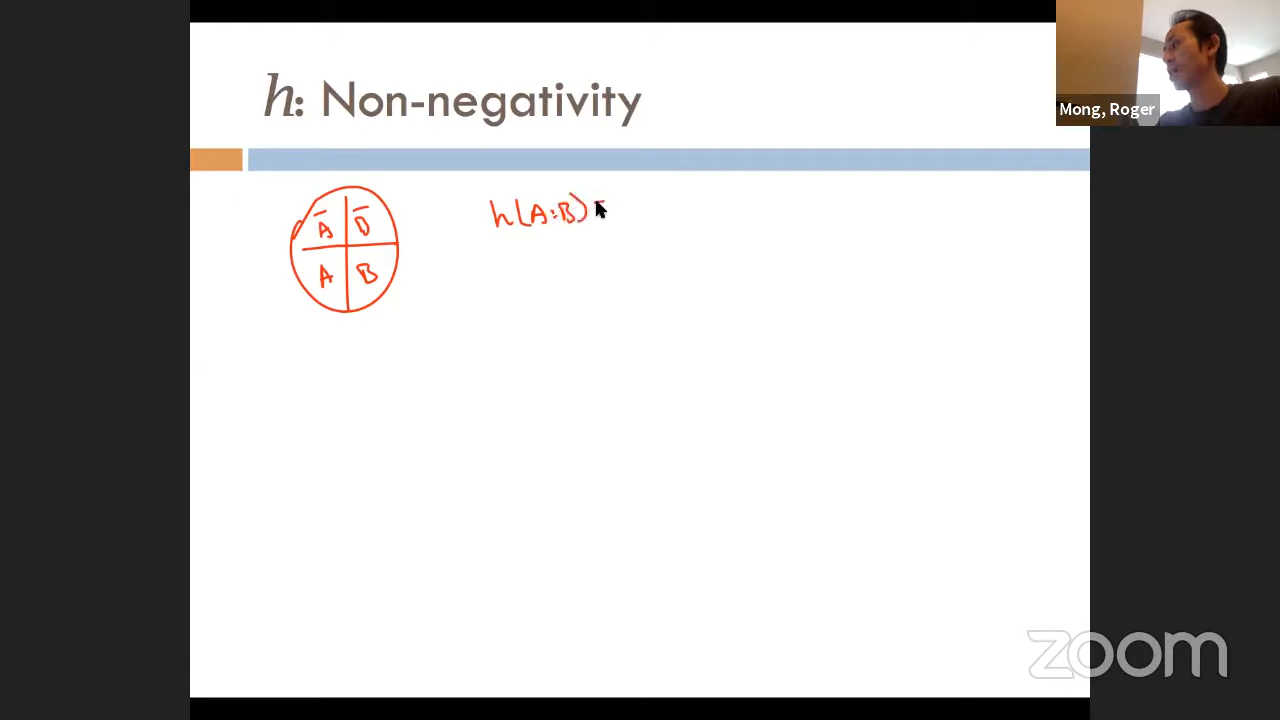 h: Non-negativity
Mong, Roger
Ā B̄
h(A:B)
A B
zoom